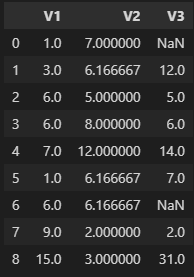 V1 V2 V3
0 1.0 7.000000 NaN
1 3.0 6.166667 12.0
2 6.0 5.000000 5.0
3 6.0 8.000000 6.0
4 7.0 12.000000 14.0
5 1.0 6.166667 7.0
6 6.0 6.166667 NaN
7 9.0 2.000000 2.0
8 15.0 3.000000 31.0